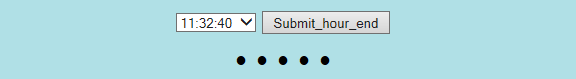 11:32:40 Submit_hour_end
• • • • •